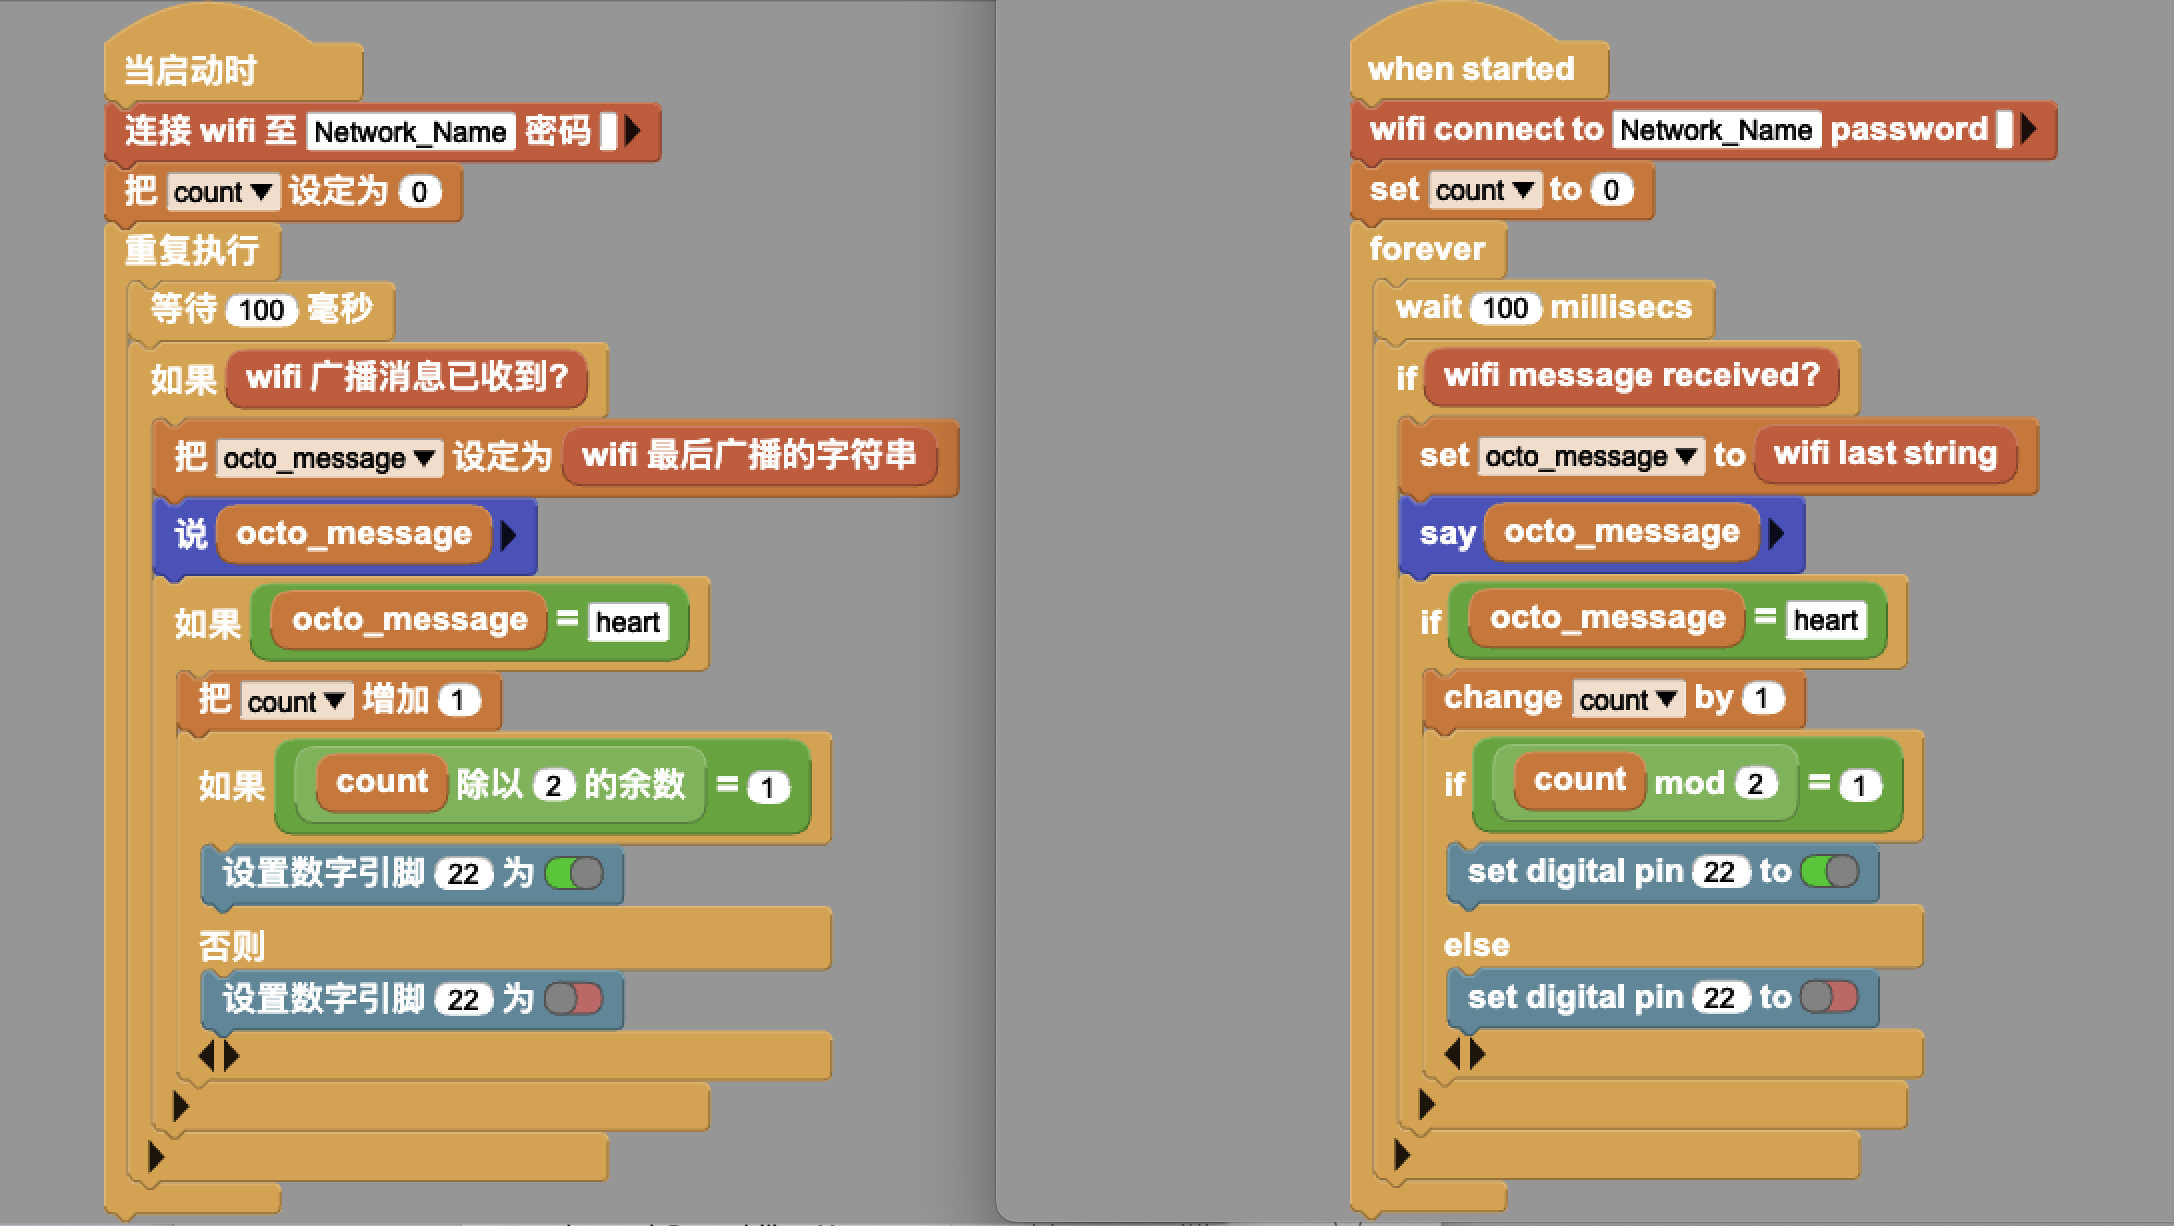 当启动时
连接 wifi 至 Network_Name 密码
把 count 设定为 0
重复执行
等待 100 毫秒
如果 wifi 广播消息已收到?
把 octo_message 设定为 wifi 最后广播的字符串
说 octo_message
如果 octo_message = heart
把 count 增加 1
如果 count 除以 2 的余数 = 1
设置数字引脚 22 为
否则
设置数字引脚 22 为
when started
wifi connect to Network_Name password
set count to 0
forever
wait 100 millisecs
if wifi message received?
set octo_message to wifi last string
say octo_message
if octo_message = heart
change count by 1
if count mod 2 = 1
set digital pin 22 to
else
set digital pin 22 to